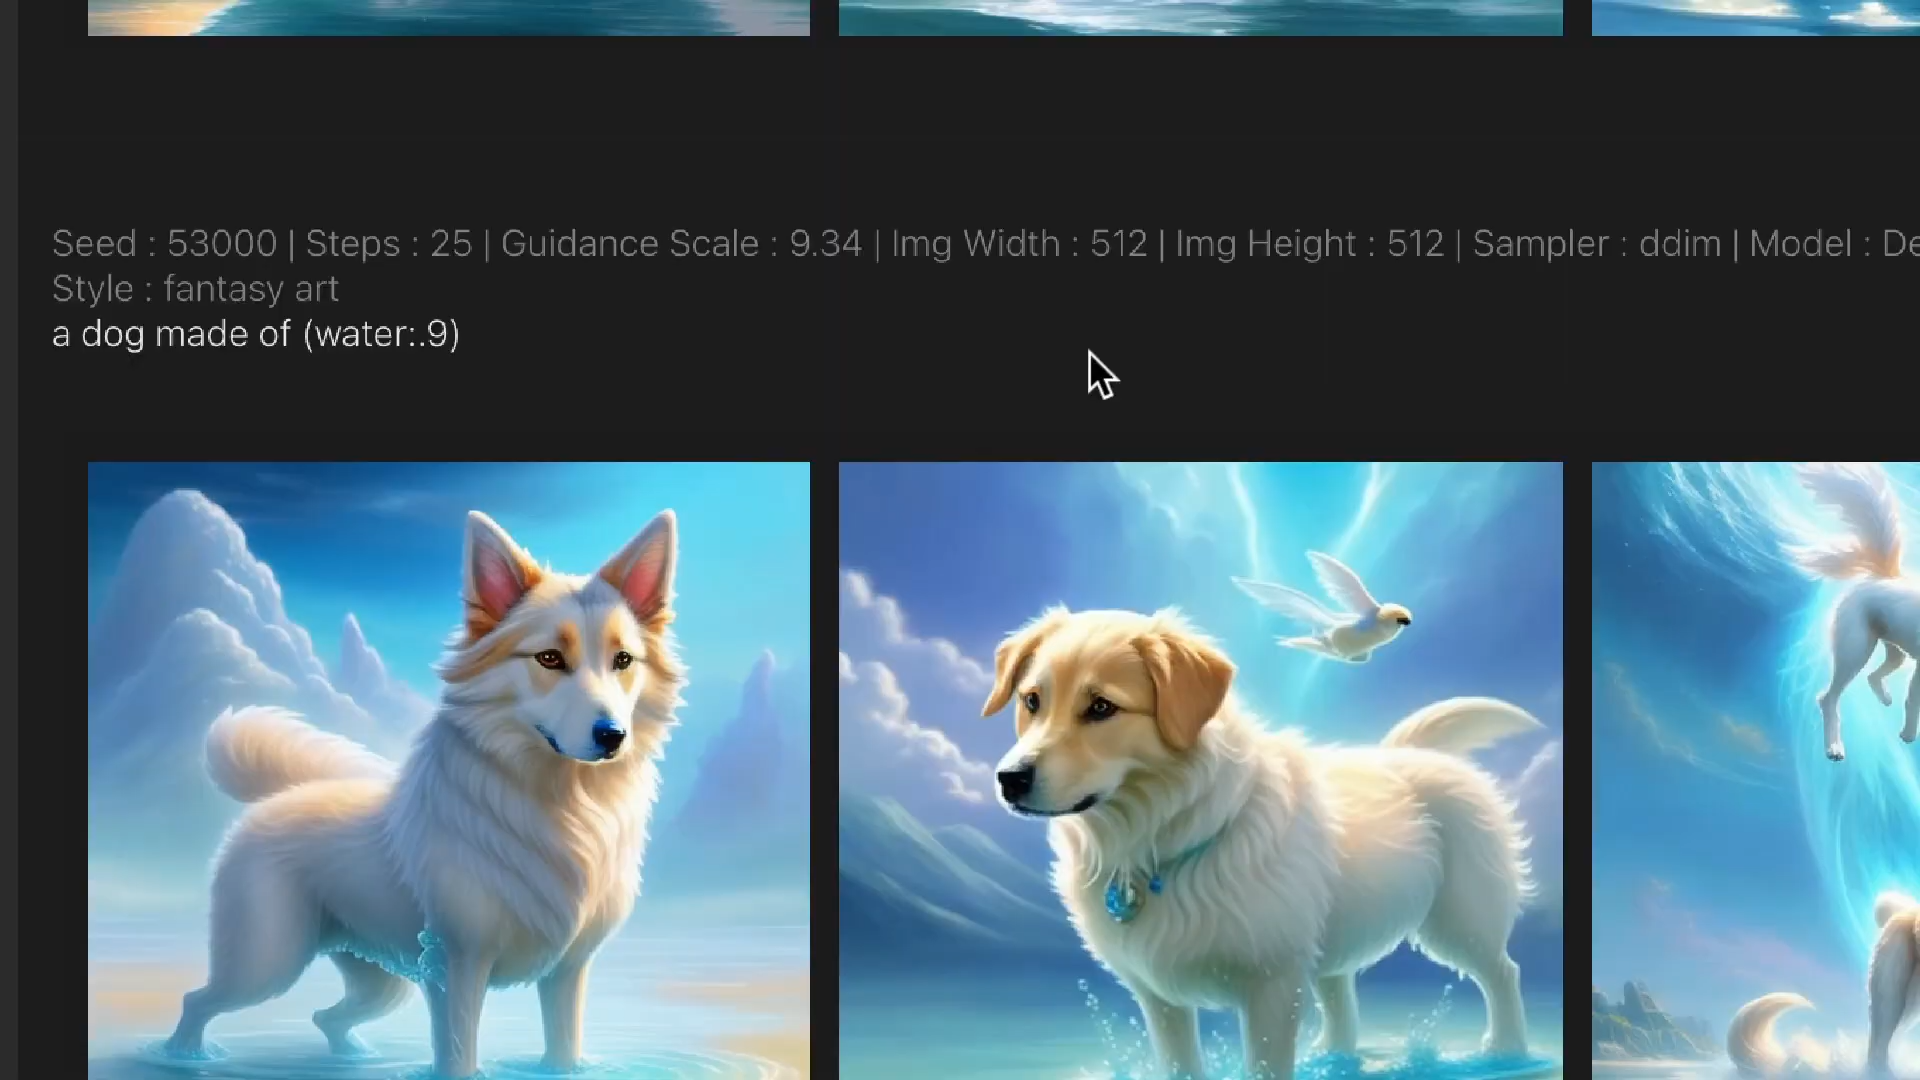 Seed : 53000 | Steps : 25 | Guidance Scale : 9.34 | Img Width : 512 | Img Height : 512 | Sampler : ddim | Model :
Style : fantasy art
a dog made of (water:.9)